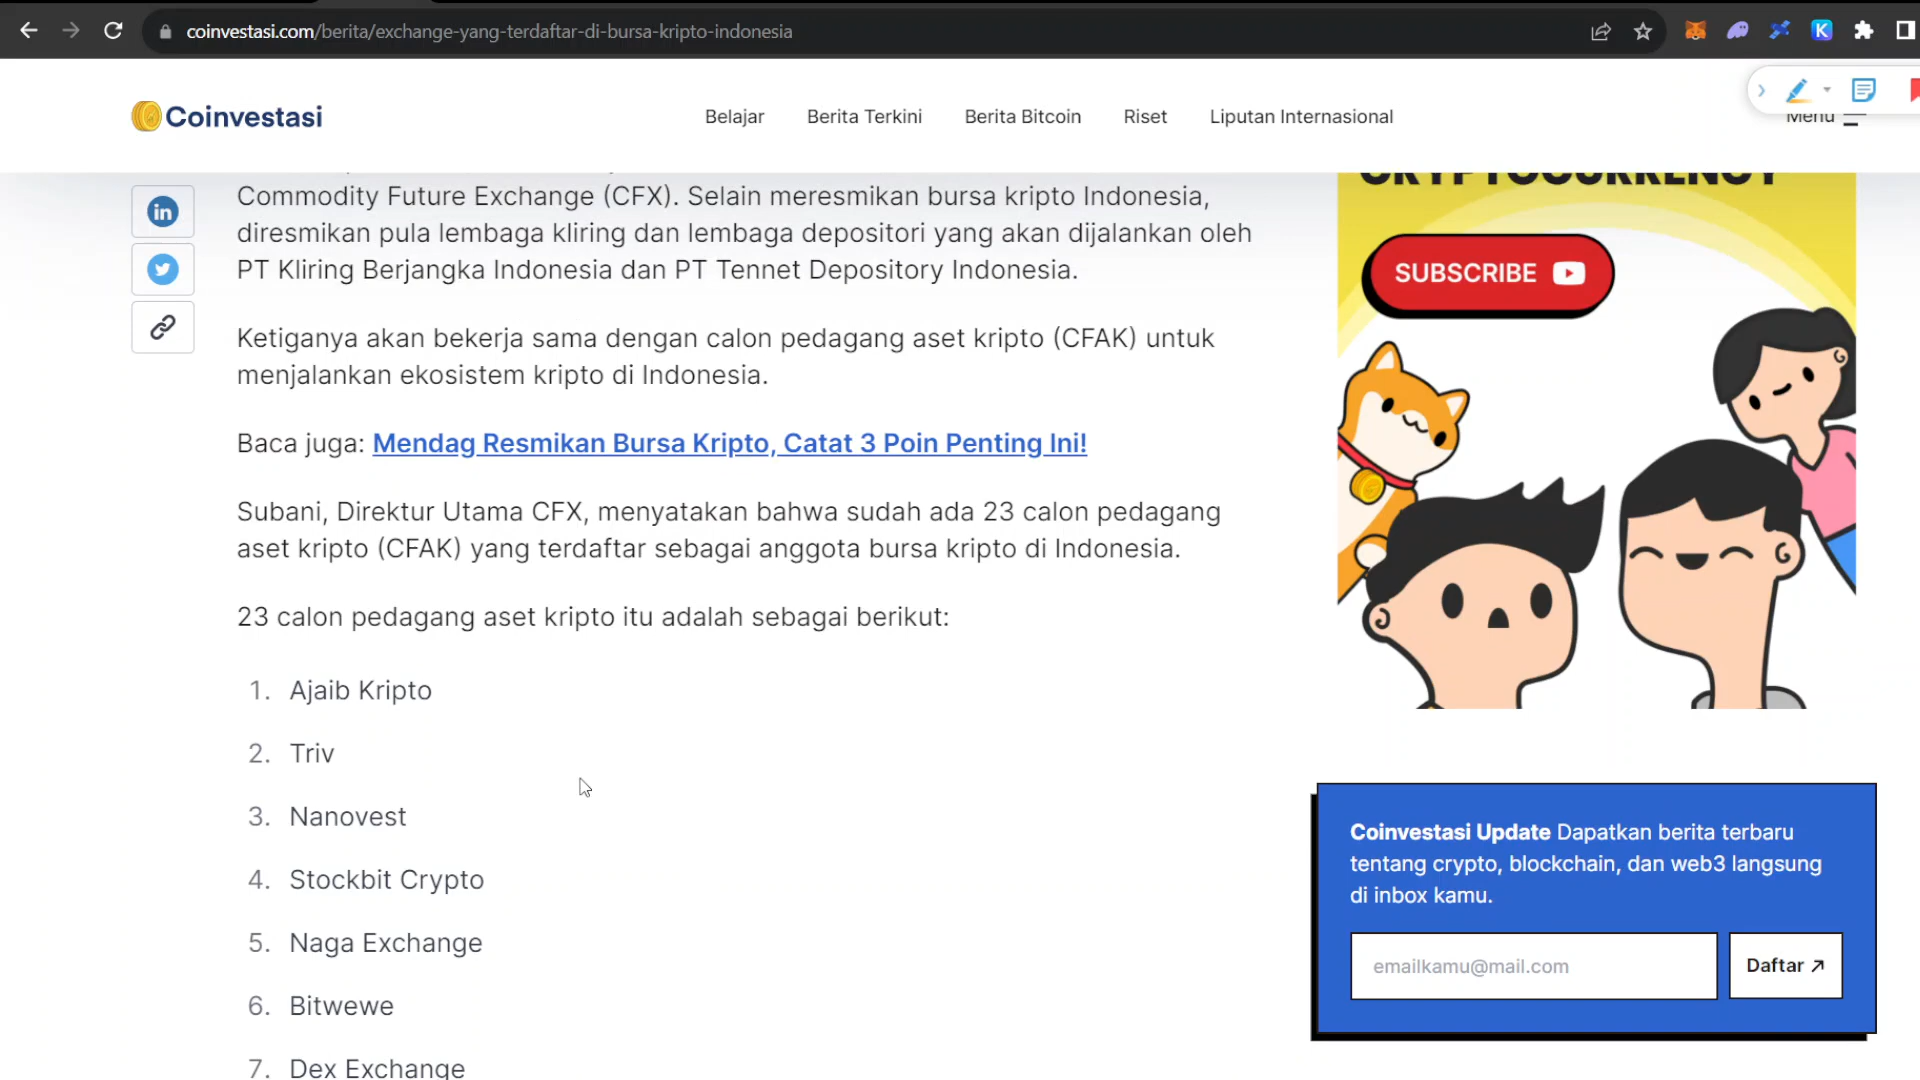 coinvestasi.com/berita/exchange-yang-terdaftar-di-bursa-kripto-indonesia
Coinvestasi
Belajar
Berita Terkini
Berita Bitcoin
Riset
Liputan Internasional
Menu
Commodity Future Exchange (CFX). Selain meresmikan bursa kripto Indonesia,
diresmikan pula lembaga kliring dan lembaga depositori yang akan dijalankan oleh
PT Kliring Berjangka Indonesia dan PT Tennet Depository Indonesia.
Ketiganya akan bekerja sama dengan calon pedagang aset kripto (CFAK) untuk
menjalankan ekosistem kripto di Indonesia.
Baca juga: Mendag Resmikan Bursa Kripto, Catat 3 Poin Penting Ini!
Subani, Direktur Utama CFX, menyatakan bahwa sudah ada 23 calon pedagang
aset kripto (CFAK) yang terdaftar sebagai anggota bursa kripto di Indonesia.
23 calon pedagang aset kripto itu adalah sebagai berikut:
1. Ajaib Kripto
2. Triv
3. Nanovest
4. Stockbit Crypto
5. Naga Exchange
6. Bitwewe
7. Dex Exchange
CRYPTOCURRENCY
SUBSCRIBE
Coinvestasi Update Dapatkan berita terbaru
tentang crypto, blockchain, dan web3 langsung
di inbox kamu.
emailkamu@mail.com
Daftar